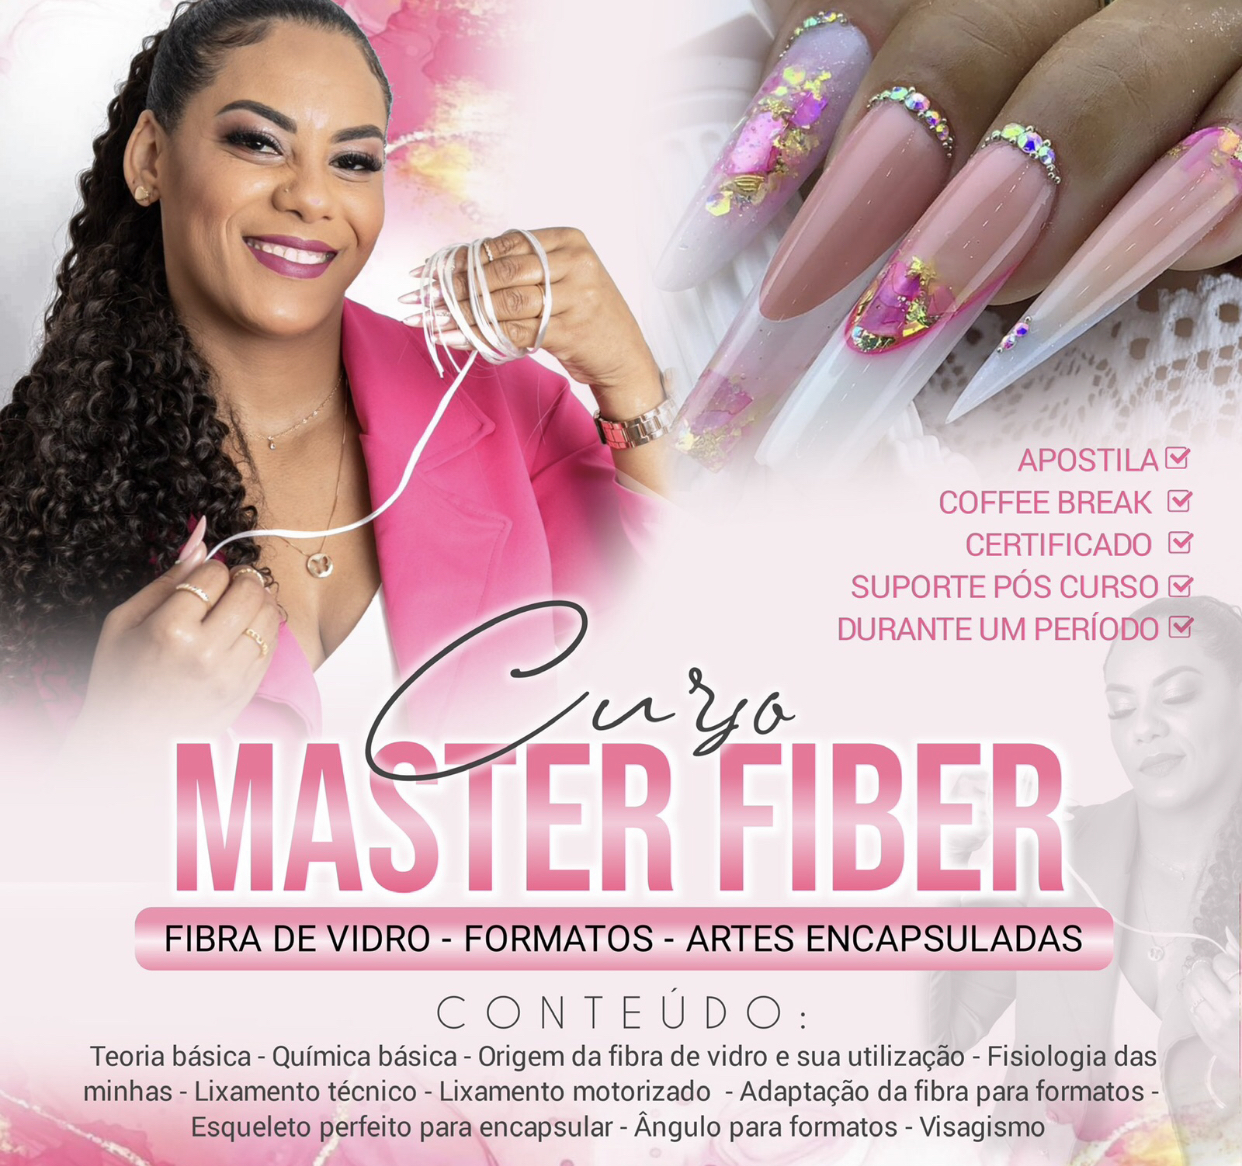 APOSTILA
COFFEE BREAK
CERTIFICADO
SUPORTE PÓS CURSO
DURANTE UM PERÍODO
Curso
MASTER FIBER
FIBRA DE VIDRO - FORMATOS - ARTES ENCAPSULADAS
CONTEÚDO:
Teoria básica - Química básica - Origem da fibra de vidro e sua utilização - Fisiologia das
minhas - Lixamento técnico - Lixamento motorizado - Adaptação da fibra para formatos -
Esqueleto perfeito para encapsular - Ângulo para formatos - Visagismo